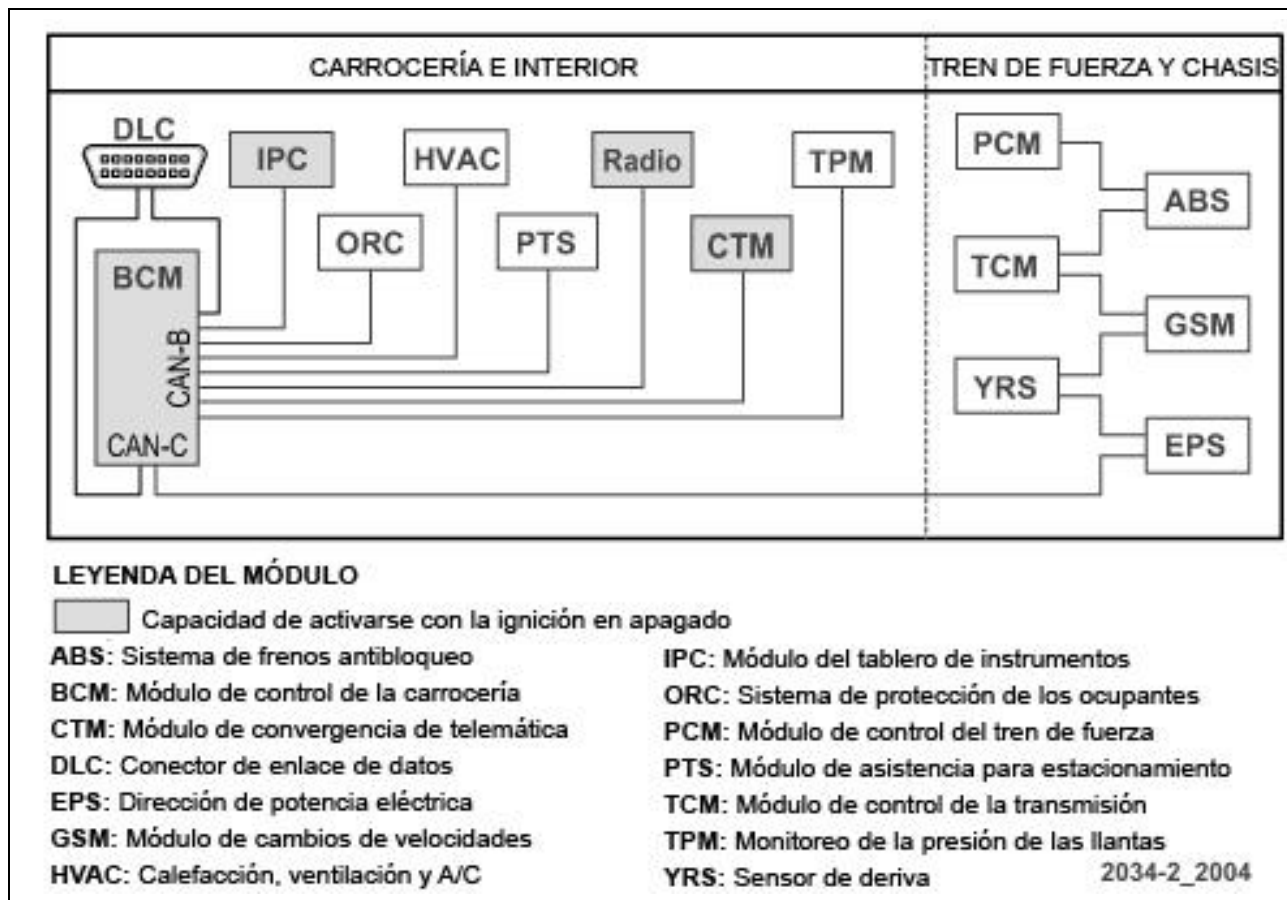 CARROCERÍA E INTERIOR
TREN DE FUERZA Y CHASIS
DLC
IPC
HVAC
Radio
TPM
ORC
PTS
CTM
BCM
CAN-B
CAN-C
PCM
ABS
TCM
GSM
YRS
EPS
LEYENDA DEL MÓDULO
Capacidad de activarse con la ignición en apagado
ABS: Sistema de frenos antibloqueo
BCM: Módulo de control de la carrocería
CTM: Módulo de convergencia de telemática
DLC: Conector de enlace de datos
EPS: Dirección de potencia eléctrica
GSM: Módulo de cambios de velocidades
HVAC: Calefacción, ventilación y A/C
IPC: Módulo del tablero de instrumentos
ORC: Sistema de protección de los ocupantes
PCM: Módulo de control del tren de fuerza
PTS: Módulo de asistencia para estacionamiento
TCM: Módulo de control de la transmisión
TPM: Monitoreo de la presión de las llantas
YRS: Sensor de deriva
2034-2_2004